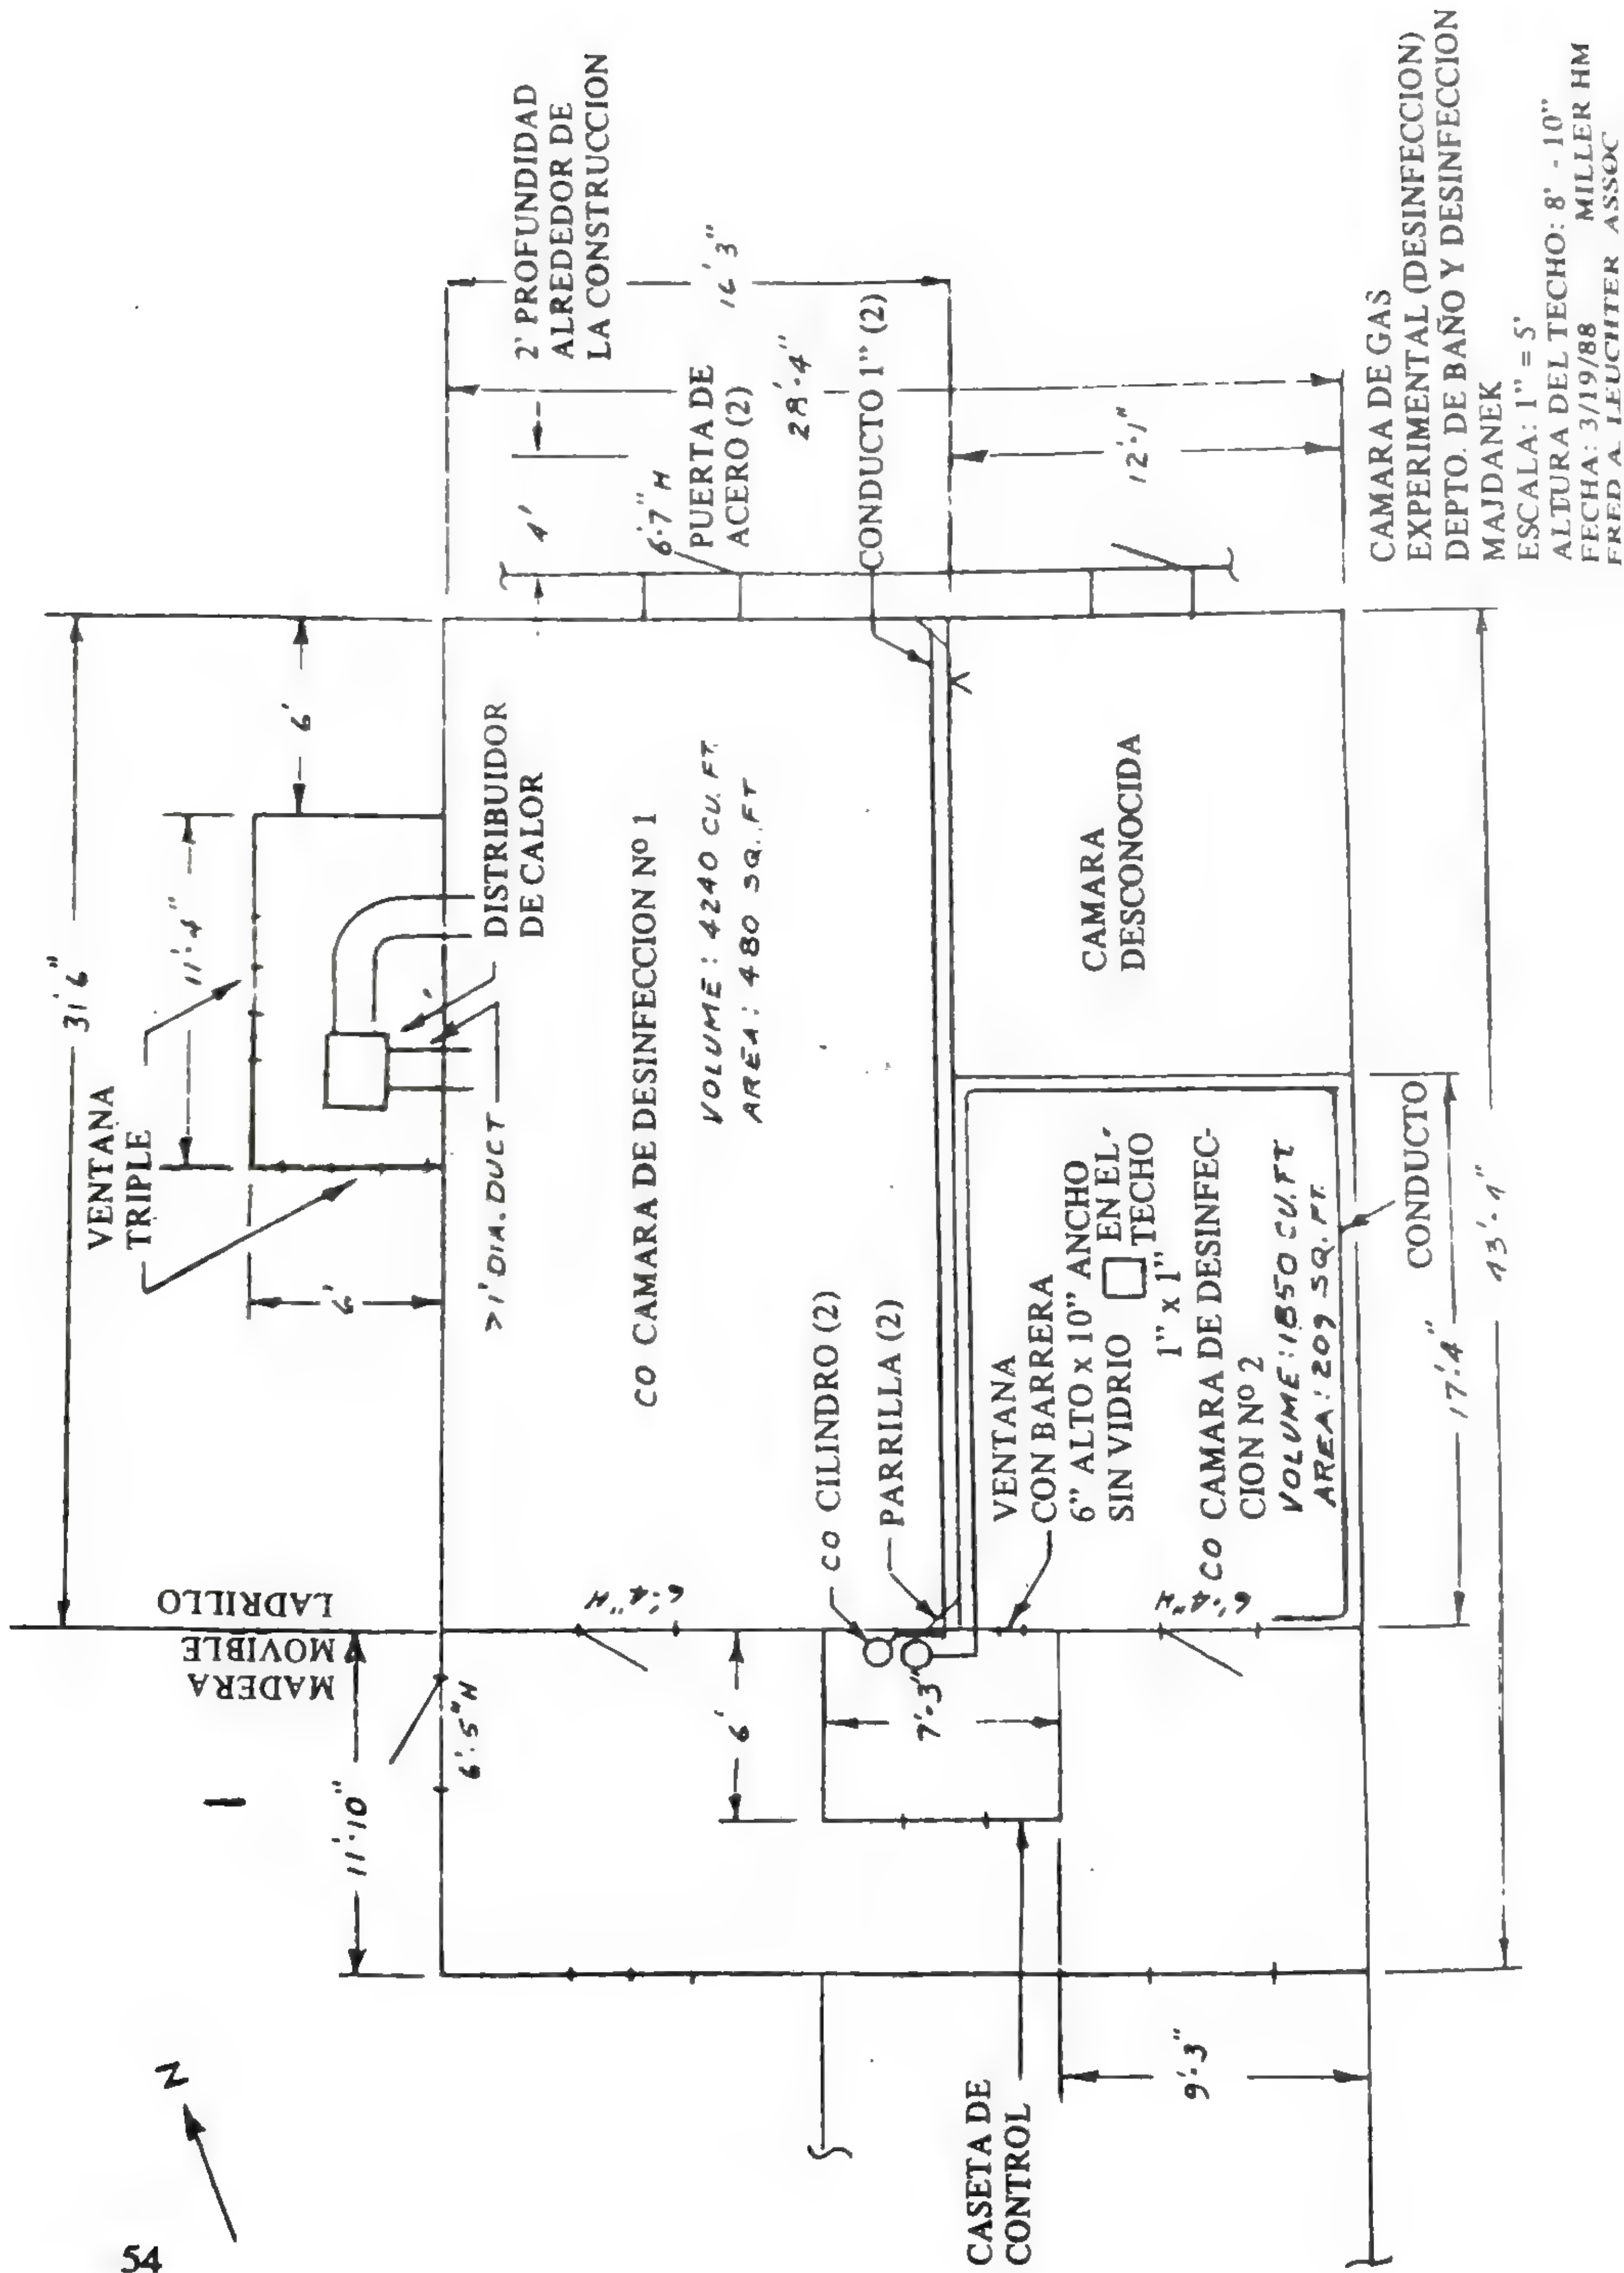 54
N
31'6"
VENTANA
TRIPLE
11'-4"
6'
6'
LADRILLO
MOVIBLE
MADERA
11'-10"
6'-5"H
DISTRIBUIDOR
DE CALOR
>1' DIA. DUCT
2' PROFUNDIDAD
ALREDEDOR DE
LA CONSTRUCCION
4'
16'3"
6'-7" H
PUERTA DE
ACERO (2)
28'-4"
CONDUCTO 1" (2)
12'-1"
CO CAMARA DE DESINFECCION Nº 1
VOLUME: 4240 CU. FT.
AREA: 480 SQ. FT
6'-4"H
6'
7'-3"
CO CILINDRO (2)
PARRILLA (2)
CAMARA
DESCONOCIDA
VENTANA
CON BARRERA
6" ALTO x 10" ANCHO
SIN VIDRIO
EN EL
TECHO
1" x 1"
CO CAMARA DE DESINFEC-
CION Nº 2
VOLUME: 1850 CU. FT
AREA: 209 SQ. FT.
6'-4"H
CONDUCTO
17'-4"
43'-4"
CASETA DE
CONTROL
9'-3"
CAMARA DE GAS
EXPERIMENTAL (DESINFECCION)
DEPTO. DE BAÑO Y DESINFECCION
MAJDANEK
ESCALA: 1" = 5'
ALTURA DEL TECHO: 8' - 10"
FECHA: 3/19/88 MILLER HM
FRED A. LEUCHTER ASSOC